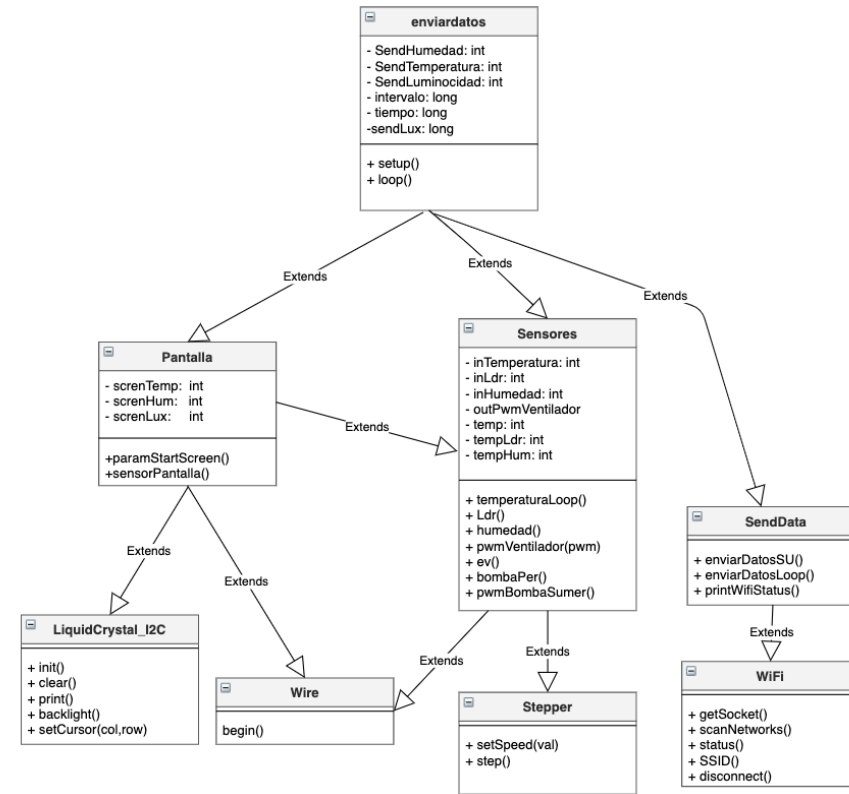 enviardatos
- SendHumedad: int
- SendTemperatura: int
- SendLuminocidad: int
- intervalo: long
- tiempo: long
-sendLux: long
+ setup()
+ loop()
Extends
Extends
Extends
Pantalla
- screnTemp: int
- screnHum: int
- screnLux: int
+paramStartScreen()
+sensorPantalla()
Extends
Sensores
- inTemperatura: int
- inLdr: int
- inHumedad: int
- outPwmVentilador
- temp: int
- tempLdr: int
- tempHum: int
+ temperaturaLoop()
+ Ldr()
+ humedad()
+ pwmVentilador(pwm)
+ ev()
+ bombaPer()
+ pwmBombaSumer()
SendData
+ enviarDatosSU()
+ enviarDatosLoop()
+ printWifiStatus()
Extends
Extends
Extends
Extends
Extends
LiquidCrystal_I2C
+ init()
+ clear()
+ print()
+ backlight()
+ setCursor(col,row)
Wire
begin()
Stepper
+ setSpeed(val)
+ step()
WiFi
+ getSocket()
+ scanNetworks()
+ status()
+ SSID()
+ disconnect()